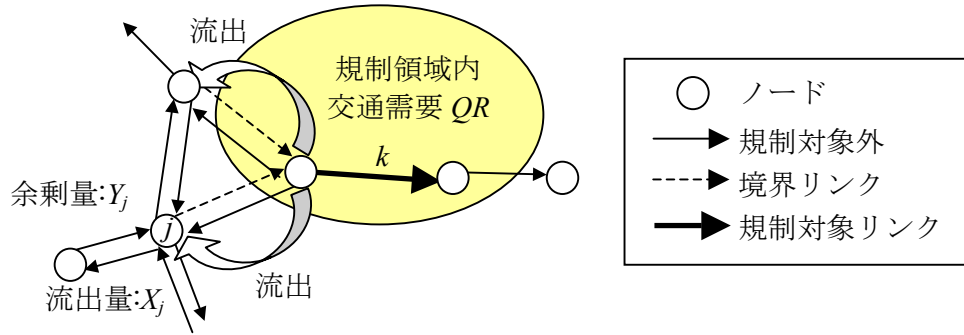 流出
規制領域内
交通需要 QR
k
余剰量:Yj
j
流出量:Xj
流出
ノード
規制対象外
境界リンク
規制対象リンク